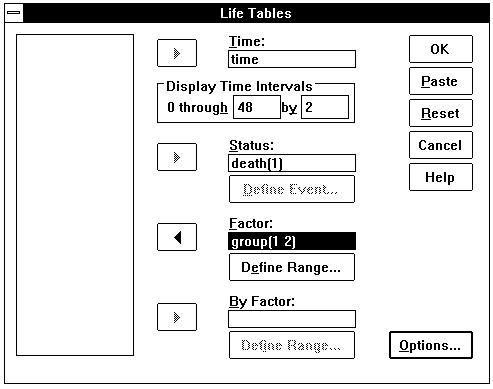 Life Tables
Time:
time
Display Time Intervals
0 through 48 by 2
Status:
death(1)
Define Event...
Factor:
group(1 2)
Define Range...
By Factor:
Define Range...
OK
Paste
Reset
Cancel
Help
Options...